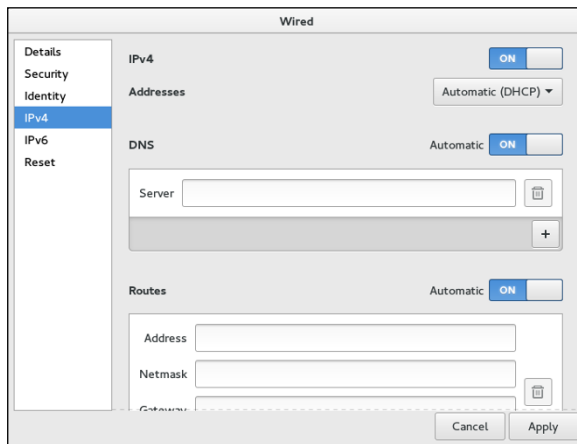 Wired
Details
Security
Identity
IPv4
IPv6
Reset
IPv4 ON
Addresses Automatic (DHCP)
DNS Automatic ON
Server
+
Routes Automatic ON
Address
Netmask
Gateway
Cancel Apply